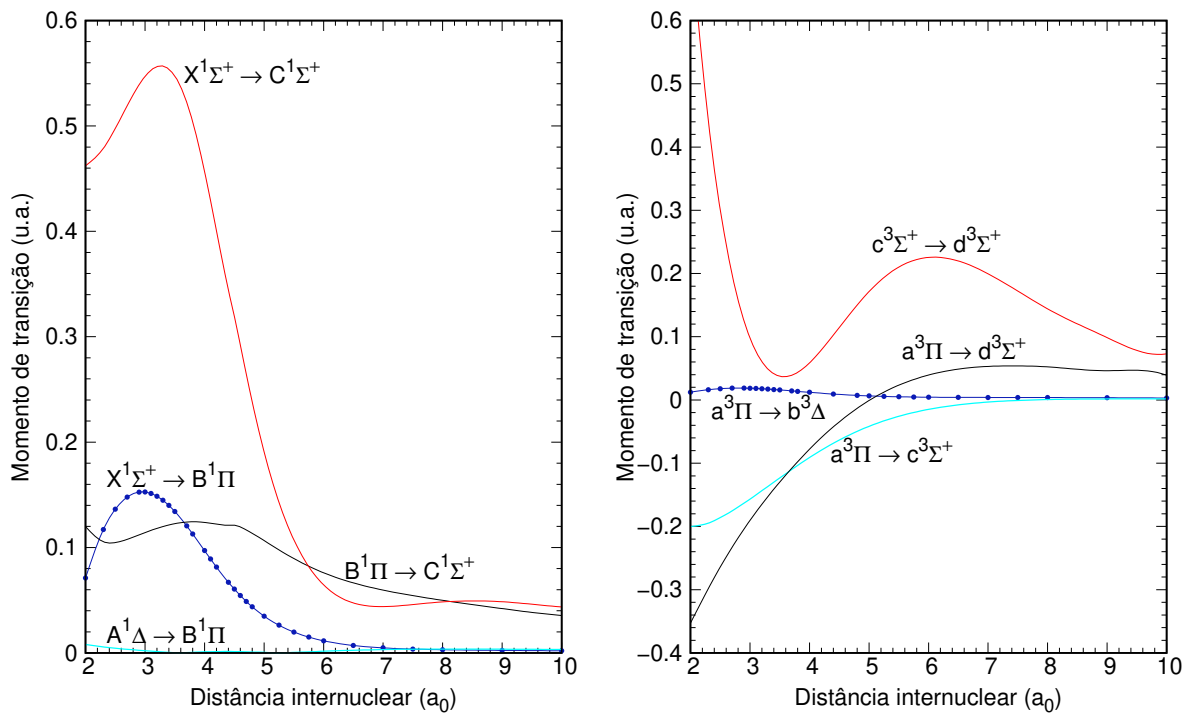 Momento de transição (u.a.)
0.6
0.5
0.4
0.3
0.2
0.1
0
X¹Σ⁺ → C¹Σ⁺
X¹Σ⁺ → B¹Π
B¹Π → C¹Σ⁺
A¹Δ → B¹Π
2 3 4 5 6 7 8 9 10
Distância internuclear (a₀)
Momento de transição (u.a.)
0.6
0.5
0.4
0.3
0.2
0.1
0
−0.1
−0.2
−0.3
−0.4
c³Σ⁺ → d³Σ⁺
a³Π → d³Σ⁺
a³Π → b³Δ
a³Π → c³Σ⁺
2 3 4 5 6 7 8 9 10
Distância internuclear (a₀)